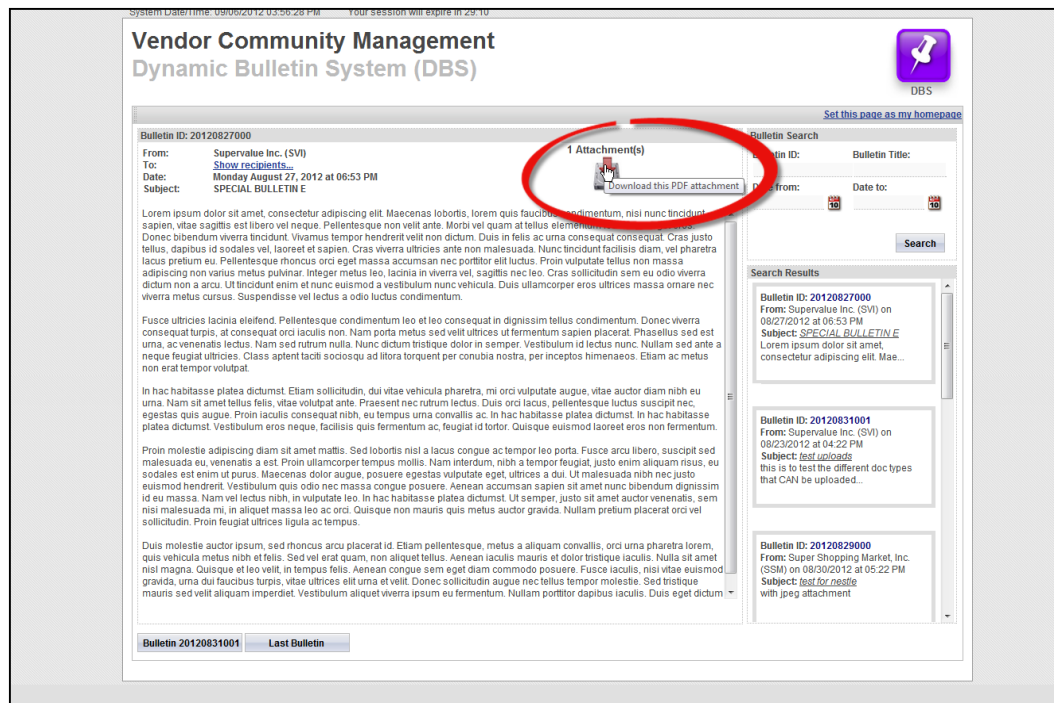 System Date/Time: 09/06/2012 03:56:28 PM Your session will expire in 29:10
Vendor Community Management
Dynamic Bulletin System (DBS)
DBS
Set this page as my homepage
Bulletin ID: 20120827000
From: Supervalue Inc. (SVI)
To: Show recipients...
Date: Monday August 27, 2012 at 06:53 PM
Subject: SPECIAL BULLETIN E
1 Attachment(s)
Download this PDF attachment
Lorem ipsum dolor sit amet, consectetur adipiscing elit. Maecenas lobortis, lorem quis faucibus condimentum, nisi nunc tincidunt
sapien, vitae sagittis est libero vel neque. Pellentesque non velit ante. Morbi vel quam at tellus elementum
Donec bibendum viverra tincidunt. Vivamus tempor hendrerit velit non dictum. Duis in felis ac urna consequat consequat. Cras justo
tellus, dapibus id sodales vel, laoreet et sapien. Cras viverra ultricies ante non malesuada. Nunc tincidunt facilisis diam, vel pharetra
lacus pretium eu. Pellentesque rhoncus orci eget massa accumsan nec porttitor elit luctus. Proin vulputate tellus non massa
adipiscing non varius metus pulvinar. Integer metus leo, lacinia in viverra vel, sagittis nec leo. Cras sollicitudin sem eu odio viverra
dictum non a arcu. Ut tincidunt enim et nunc euismod a vestibulum nunc vehicula. Duis ullamcorper eros ultrices massa ornare nec
viverra metus cursus. Suspendisse vel lectus a odio luctus condimentum.
Fusce ultricies lacinia eleifend. Pellentesque condimentum leo et leo consequat in dignissim tellus condimentum. Donec viverra
consequat turpis, at consequat orci iaculis non. Nam porta metus sed velit ultrices ut fermentum sapien placerat. Phasellus sed est
urna, ac venenatis lectus. Nam sed rutrum nulla. Nunc dictum tristique dolor in semper. Vestibulum id lectus nunc. Nullam sed ante a
neque feugiat ultricies. Class aptent taciti sociosqu ad litora torquent per conubia nostra, per inceptos himenaeos. Etiam ac metus
non erat tempor volutpat.
In hac habitasse platea dictumst. Etiam sollicitudin, dui vitae vehicula pharetra, mi orci vulputate augue, vitae auctor diam nibh eu
urna. Nam sit amet tellus felis, vitae volutpat ante. Praesent nec rutrum lectus. Duis orci lacus, pellentesque luctus suscipit nec,
egestas quis augue. Proin iaculis consequat nibh, eu tempus urna convallis ac. In hac habitasse platea dictumst. In hac habitasse
platea dictumst. Vestibulum eros neque, facilisis quis fermentum ac, feugiat id tortor. Quisque euismod laoreet eros non fermentum.
Proin molestie adipiscing diam sit amet mattis. Sed lobortis nisl a lacus congue ac tempor leo porta. Fusce arcu libero, suscipit sed
malesuada eu, venenatis a est. Proin ullamcorper tempus mollis. Nam interdum, nibh a tempor feugiat, justo enim aliquam risus, eu
sodales est enim ut purus. Maecenas dolor augue, posuere egestas vulputate eget, ultrices a dui. Ut malesuada nibh nec justo
euismod hendrerit. Vestibulum quis odio nec massa congue posuere. Aenean accumsan sapien sit amet nunc bibendum dignissim
id eu massa. Nam vel lectus nibh, in vulputate leo. In hac habitasse platea dictumst. Ut semper, justo sit amet auctor venenatis, sem
nisi malesuada mi, in aliquet massa leo ac orci. Quisque non mauris quis metus auctor gravida. Nullam pretium placerat orci vel
sollicitudin. Proin feugiat ultrices ligula ac tempus.
Duis molestie auctor ipsum, sed rhoncus arcu placerat id. Etiam pellentesque, metus a aliquam convallis, orci urna pharetra lorem,
quis vehicula metus nibh et felis. Sed vel erat quam, non aliquet tellus. Aenean iaculis mauris et dolor tristique iaculis. Nulla sit amet
nisl magna. Quisque et leo velit, in tempus felis. Aenean congue sem eget diam commodo posuere. Fusce iaculis, nisi vitae euismod
gravida, urna dui faucibus turpis, vitae ultrices elit urna et velit. Donec sollicitudin augue nec tellus tempor molestie. Sed tristique
mauris sed velit aliquam imperdiet. Vestibulum aliquet viverra ipsum eu fermentum. Nullam porttitor dapibus iaculis. Duis eget dictum
Bulletin 20120831001 Last Bulletin
Bulletin Search
Bulletin ID: Bulletin Title:
Date from: Date to:
10 10
Search
Search Results
Bulletin ID: 20120827000
From: Supervalue Inc. (SVI) on
08/27/2012 at 06:53 PM
Subject: SPECIAL BULLETIN E
Lorem ipsum dolor sit amet,
consectetur adipiscing elit. Mae...
Bulletin ID: 20120831001
From: Supervalue Inc. (SVI) on
08/23/2012 at 04:22 PM
Subject: test uploads
this is to test the different doc types
that CAN be uploaded...
Bulletin ID: 20120829000
From: Super Shopping Market, Inc.
(SSM) on 08/30/2012 at 05:22 PM
Subject: test for nestle
with jpeg attachment